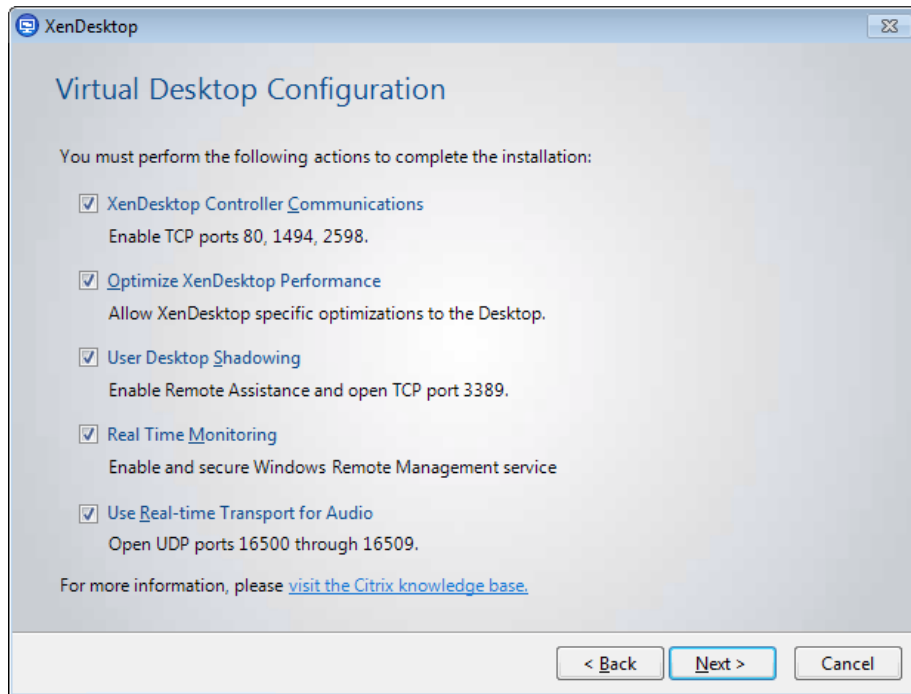 XenDesktop
Virtual Desktop Configuration
You must perform the following actions to complete the installation:
XenDesktop Controller Communications
Enable TCP ports 80, 1494, 2598.
Optimize XenDesktop Performance
Allow XenDesktop specific optimizations to the Desktop.
User Desktop Shadowing
Enable Remote Assistance and open TCP port 3389.
Real Time Monitoring
Enable and secure Windows Remote Management service
Use Real-time Transport for Audio
Open UDP ports 16500 through 16509.
For more information, please visit the Citrix knowledge base.
< Back Next > Cancel